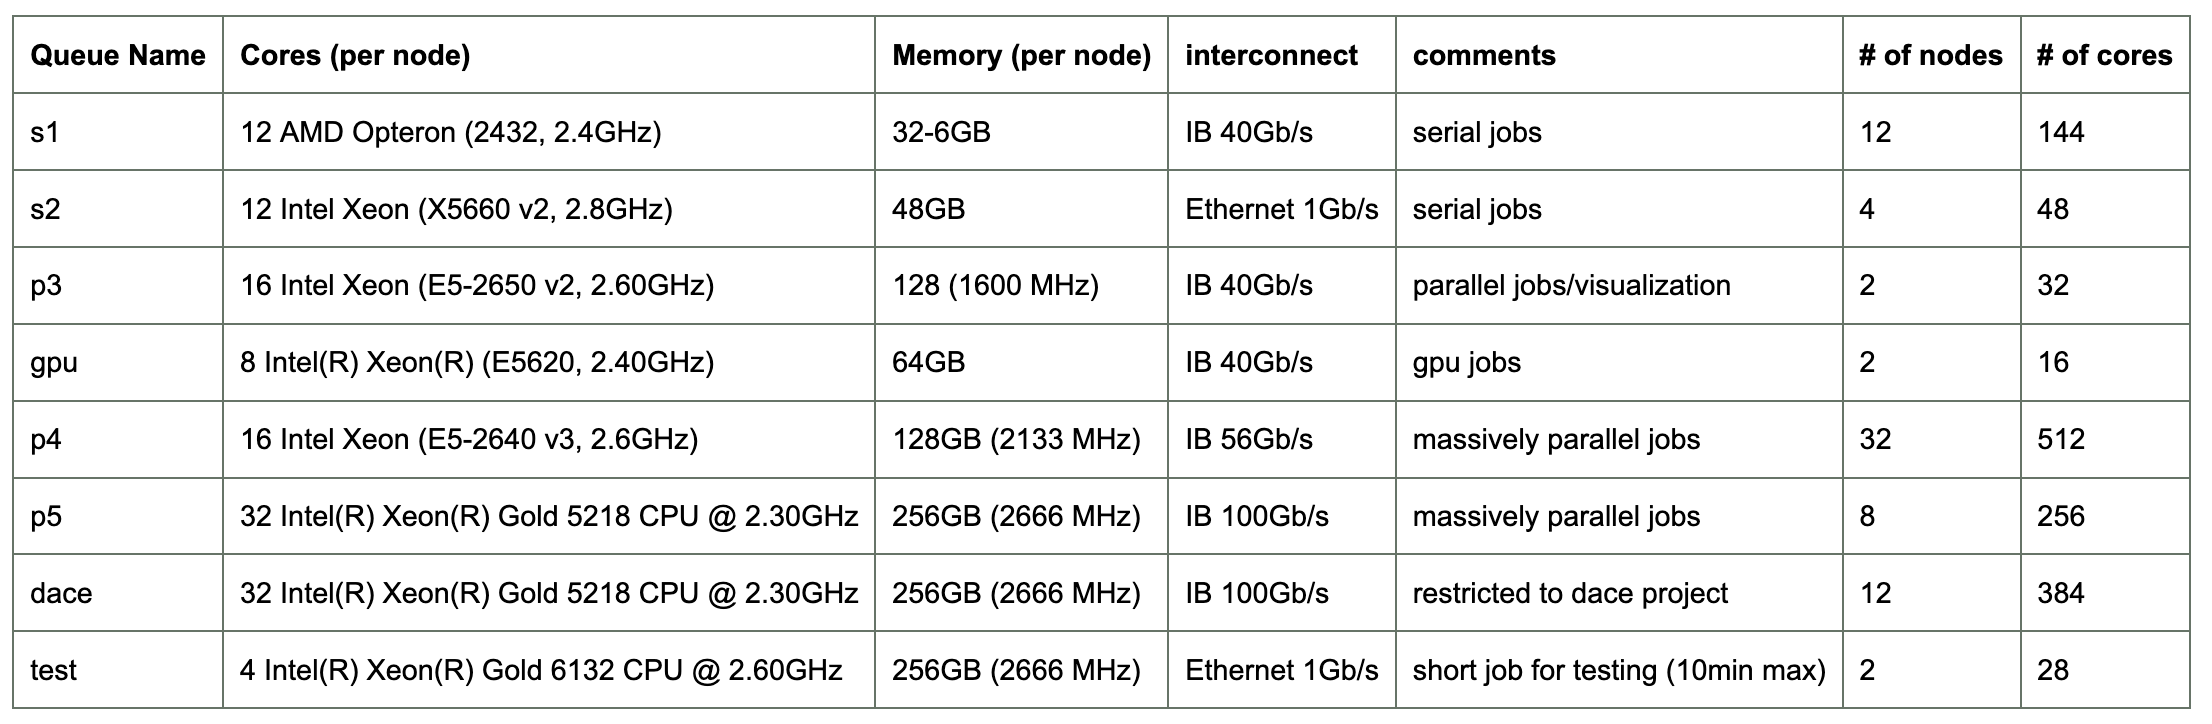 Queue Name Cores (per node) Memory (per node) interconnect comments # of nodes # of cores
s1 12 AMD Opteron (2432, 2.4GHz) 32-6GB IB 40Gb/s serial jobs 12 144
s2 12 Intel Xeon (X5660 v2, 2.8GHz) 48GB Ethernet 1Gb/s serial jobs 4 48
p3 16 Intel Xeon (E5-2650 v2, 2.60GHz) 128 (1600 MHz) IB 40Gb/s parallel jobs/visualization 2 32
gpu 8 Intel(R) Xeon(R) (E5620, 2.40GHz) 64GB IB 40Gb/s gpu jobs 2 16
p4 16 Intel Xeon (E5-2640 v3, 2.6GHz) 128GB (2133 MHz) IB 56Gb/s massively parallel jobs 32 512
p5 32 Intel(R) Xeon(R) Gold 5218 CPU @ 2.30GHz 256GB (2666 MHz) IB 100Gb/s massively parallel jobs 8 256
dace 32 Intel(R) Xeon(R) Gold 5218 CPU @ 2.30GHz 256GB (2666 MHz) IB 100Gb/s restricted to dace project 12 384
test 4 Intel(R) Xeon(R) Gold 6132 CPU @ 2.60GHz 256GB (2666 MHz) Ethernet 1Gb/s short job for testing (10min max) 2 28